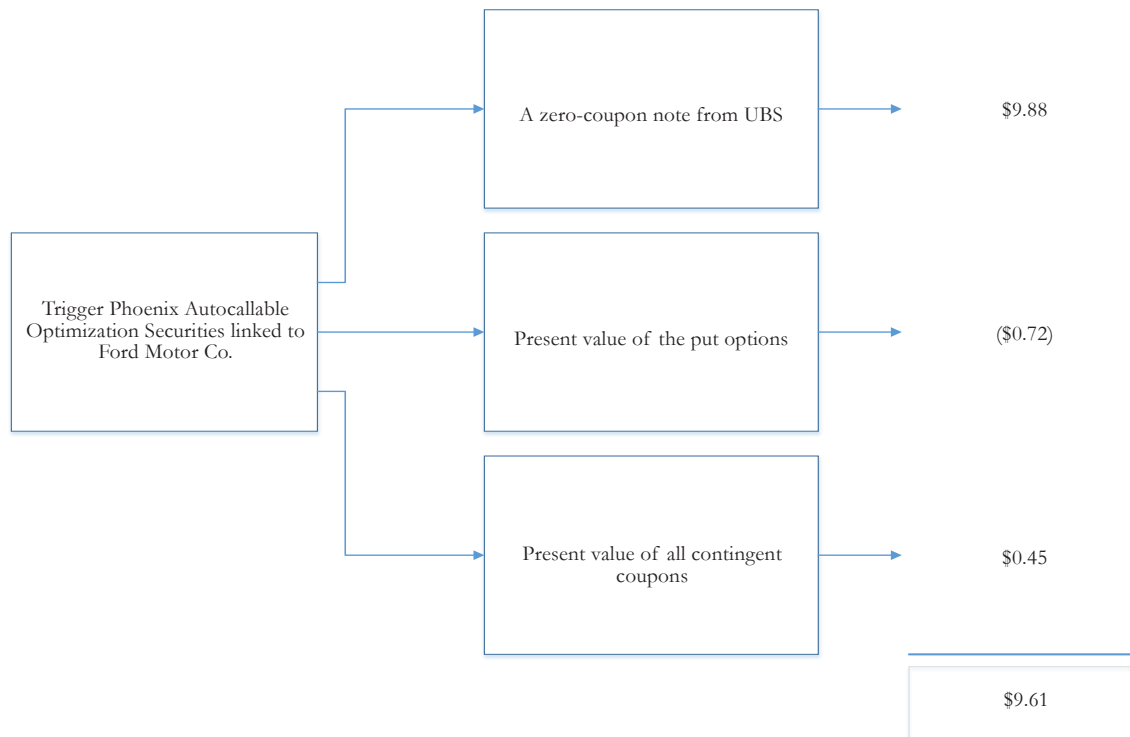 A zero-coupon note from UBS
$9.88
Trigger Phoenix Autocallable
Optimization Securities linked to
Ford Motor Co.
Present value of the put options
($0.72)
Present value of all contingent
coupons
$0.45
$9.61